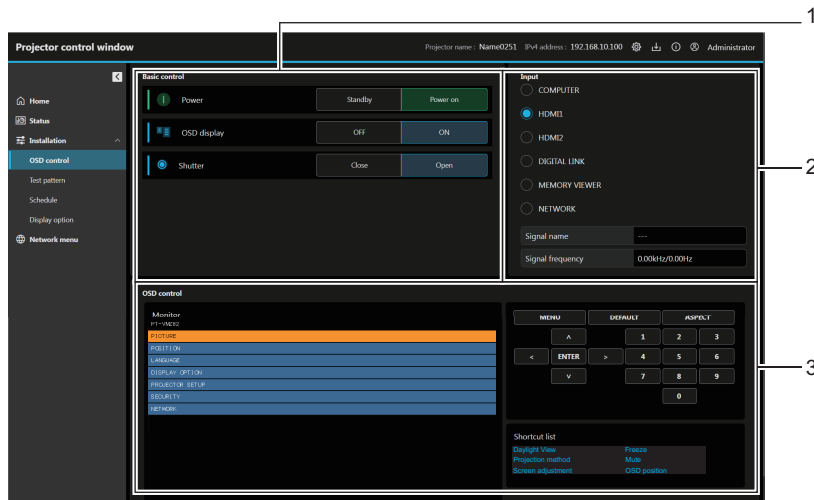 1
Projector control window Projector name : Name0251 IPv4 address : 192.168.10.100 Administrator
Basic control
Power Standby Power on
OSD display OFF ON
Shutter Close Open
Input
COMPUTER
HDMI1
HDMI2
DIGITAL LINK
MEMORY VIEWER
NETWORK
Signal name ---
Signal frequency 0.00kHz/0.00Hz
2
Home
Status
Installation
OSD control
Test pattern
Schedule
Display option
Network menu
OSD control
Monitor
PT-VMZ82
PICTURE
POSITION
LANGUAGE
DISPLAY OPTION
PROJECTOR SETUP
SECURITY
NETWORK
MENU DEFAULT ASPECT
∧ 1 2 3
< ENTER > 4 5 6
∨ 7 8 9
0
3
Shortcut list
Daylight View Freeze
Projection method Mute
Screen adjustment OSD position